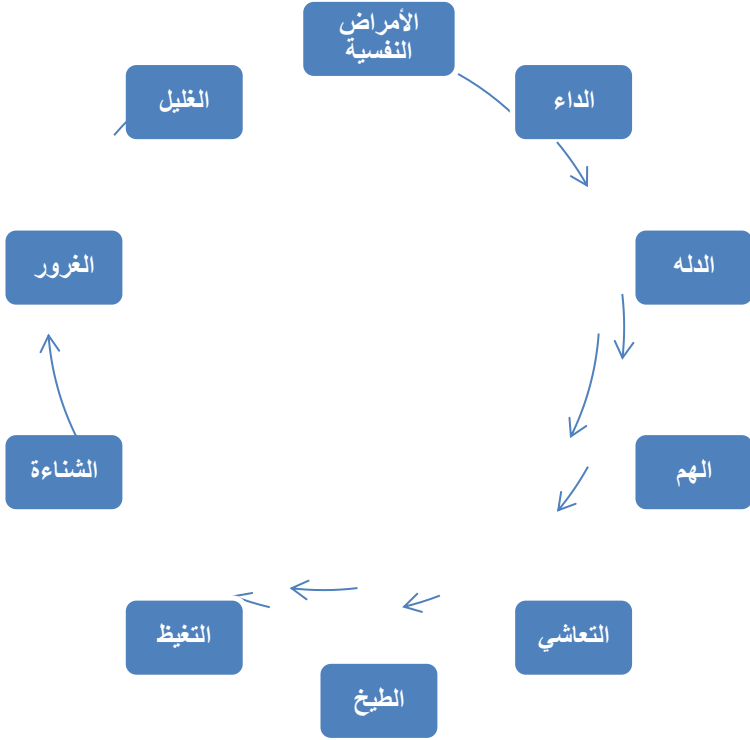 الأمراض
النفسية
الداء
الدله
الهم
التعاشي
الطيخ
التغيظ
الشناءة
الغرور
الغليل